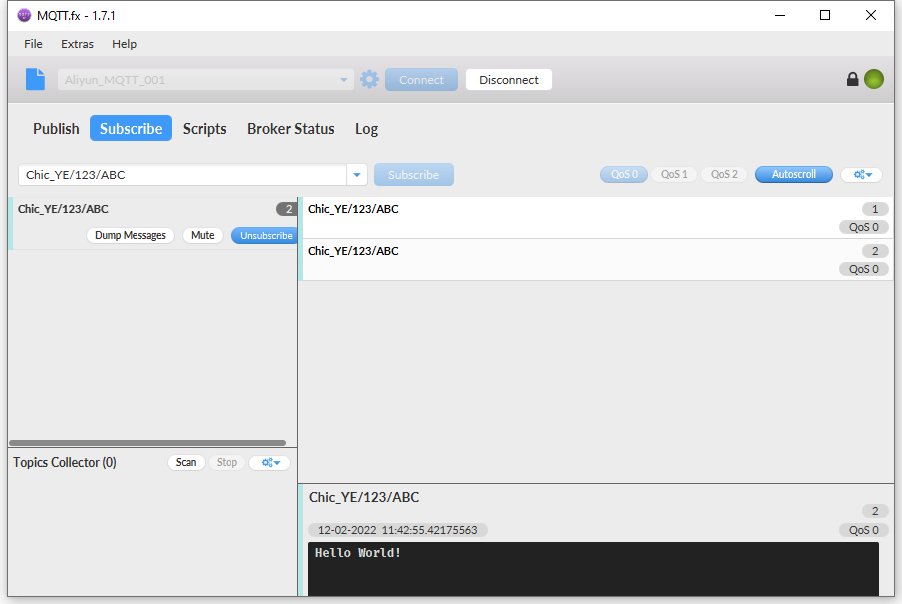 MQTT.fx - 1.7.1
File Extras Help
Aliyun_MQTT_001 Connect Disconnect
Publish Subscribe Scripts Broker Status Log
Chic_YE/123/ABC Subscribe QoS 0 QoS 1 QoS 2 Autoscroll
Chic_YE/123/ABC 2
Dump Messages Mute Unsubscribe
Chic_YE/123/ABC 1
QoS 0
Chic_YE/123/ABC 2
QoS 0
Topics Collector (0) Scan Stop
Chic_YE/123/ABC
2
12-02-2022 11:42:55.42175563 QoS 0
Hello World!